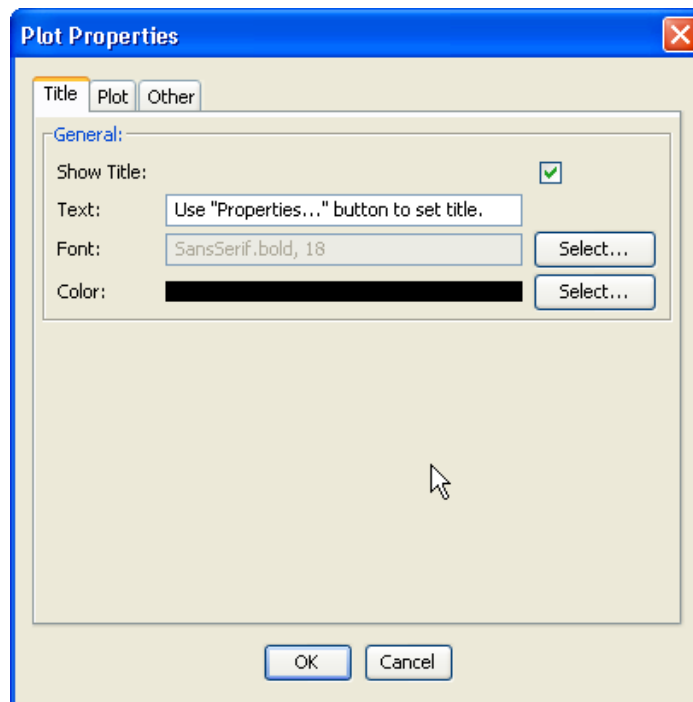 Plot Properties
Title Plot Other
General:
Show Title:
Text: Use "Properties..." button to set title.
Font: SansSerif.bold, 18 Select...
Color: Select...
OK Cancel